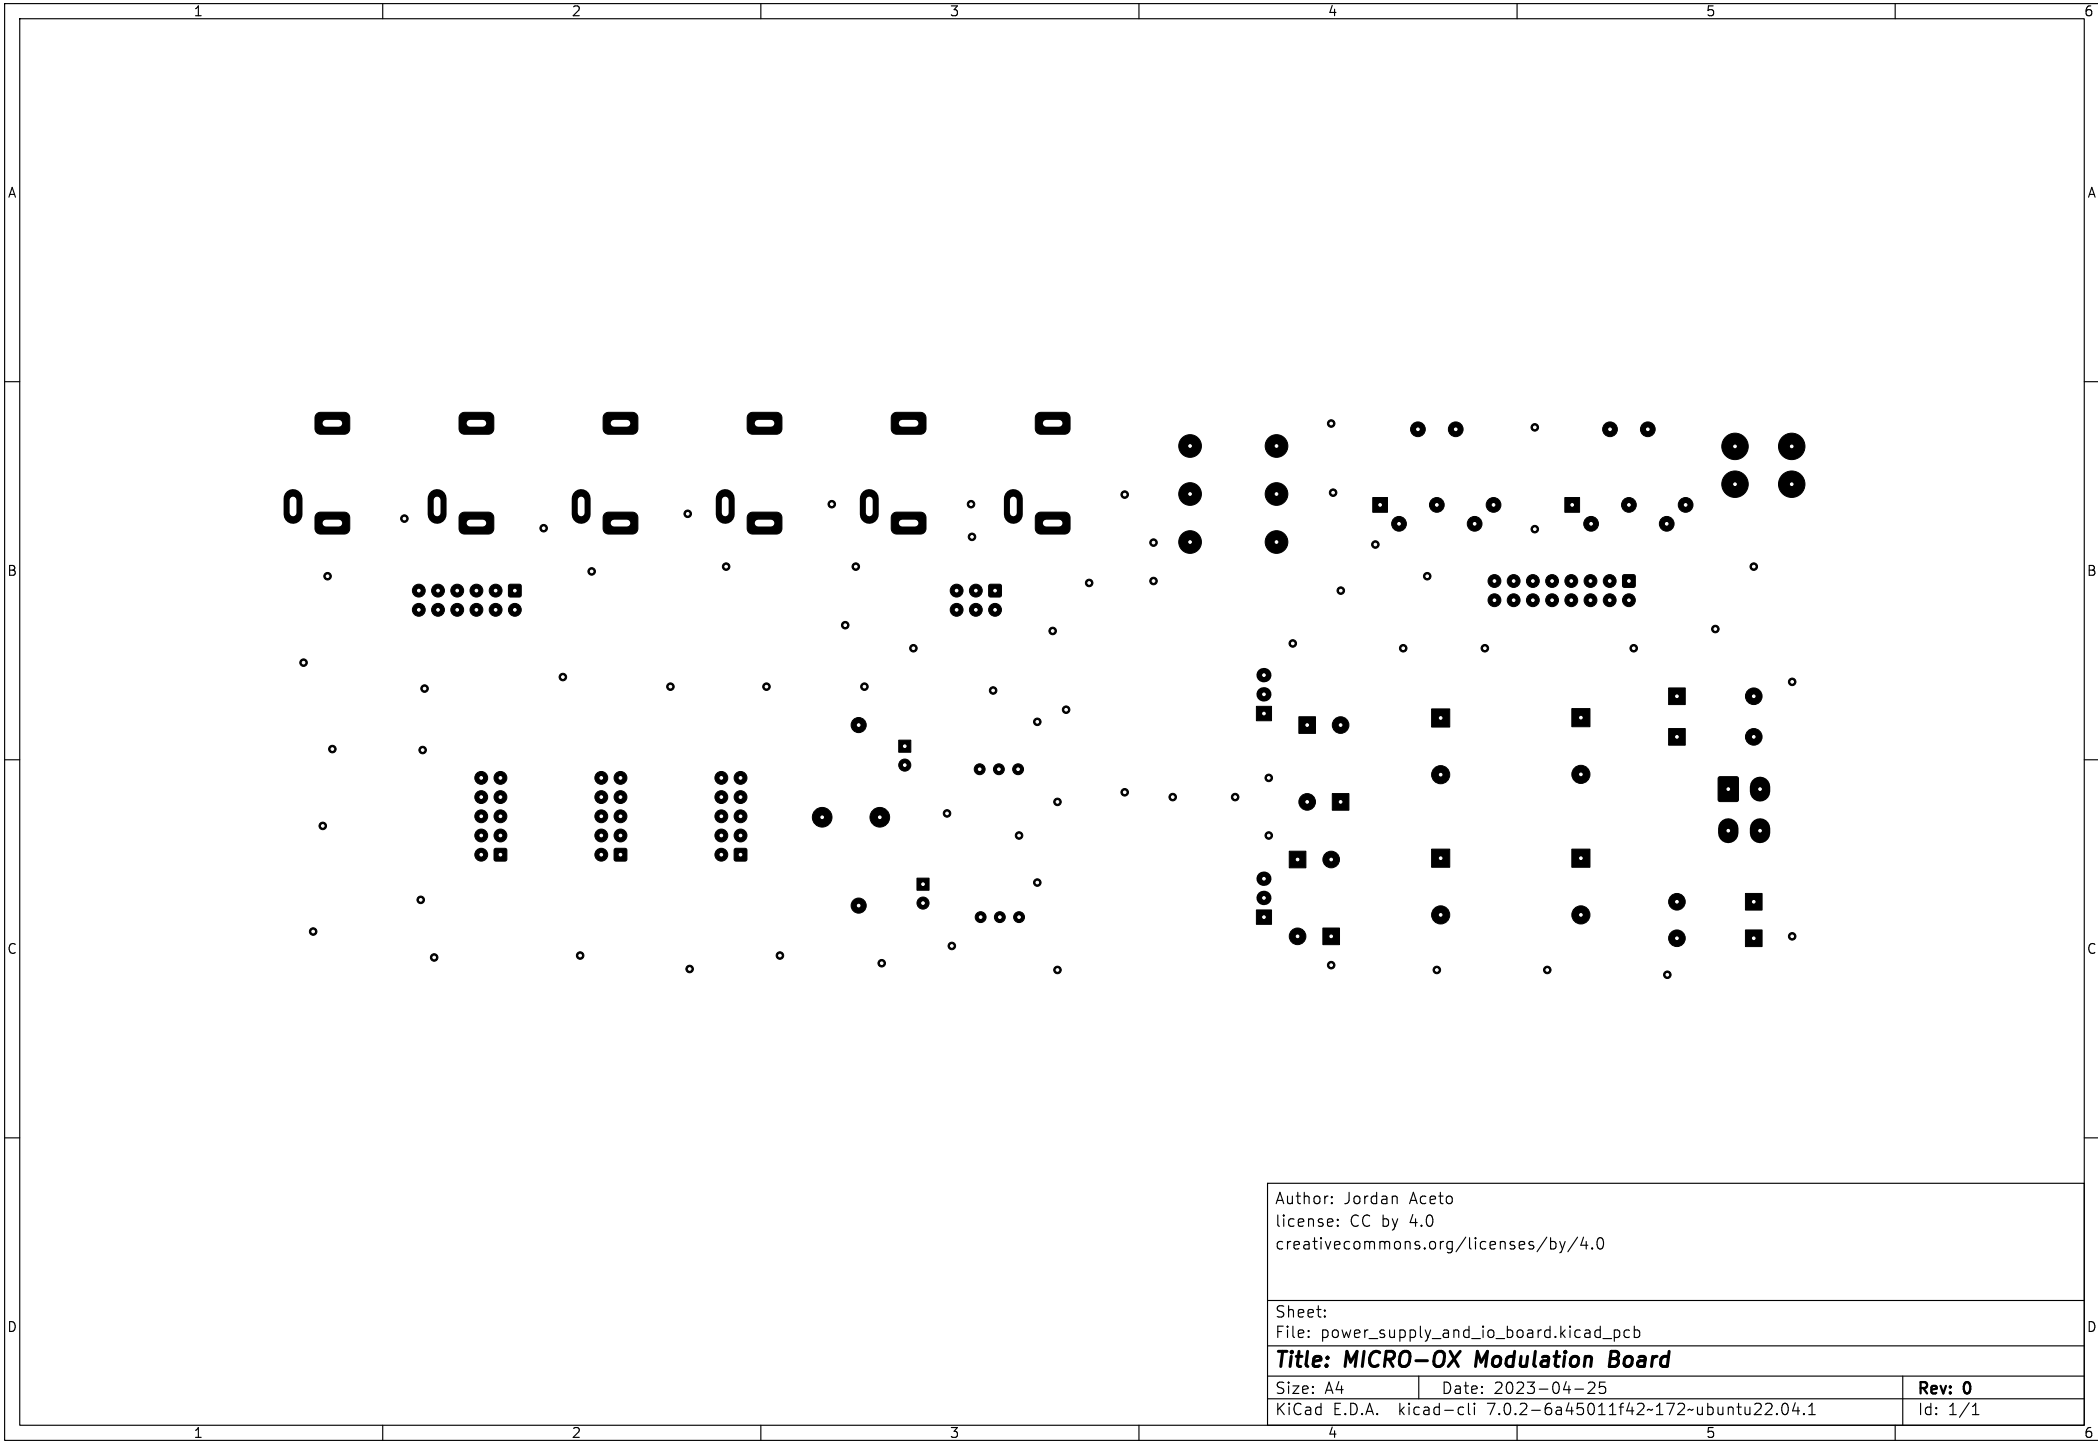 1 2 3 4 5 6
A A
B B
C C
Author: Jordan Aceto
license: CC by 4.0
creativecommons.org/licenses/by/4.0
Sheet:
D D
File: power_supply_and_io_board.kicad_pcb
Title: MICRO-OX Modulation Board
Size: A4 Date: 2023-04-25 Rev: 0
KiCad E.D.A. kicad-cli 7.0.2-6a45011f42~172~ubuntu22.04.1 Id: 1/1
1 2 3 4 5 6